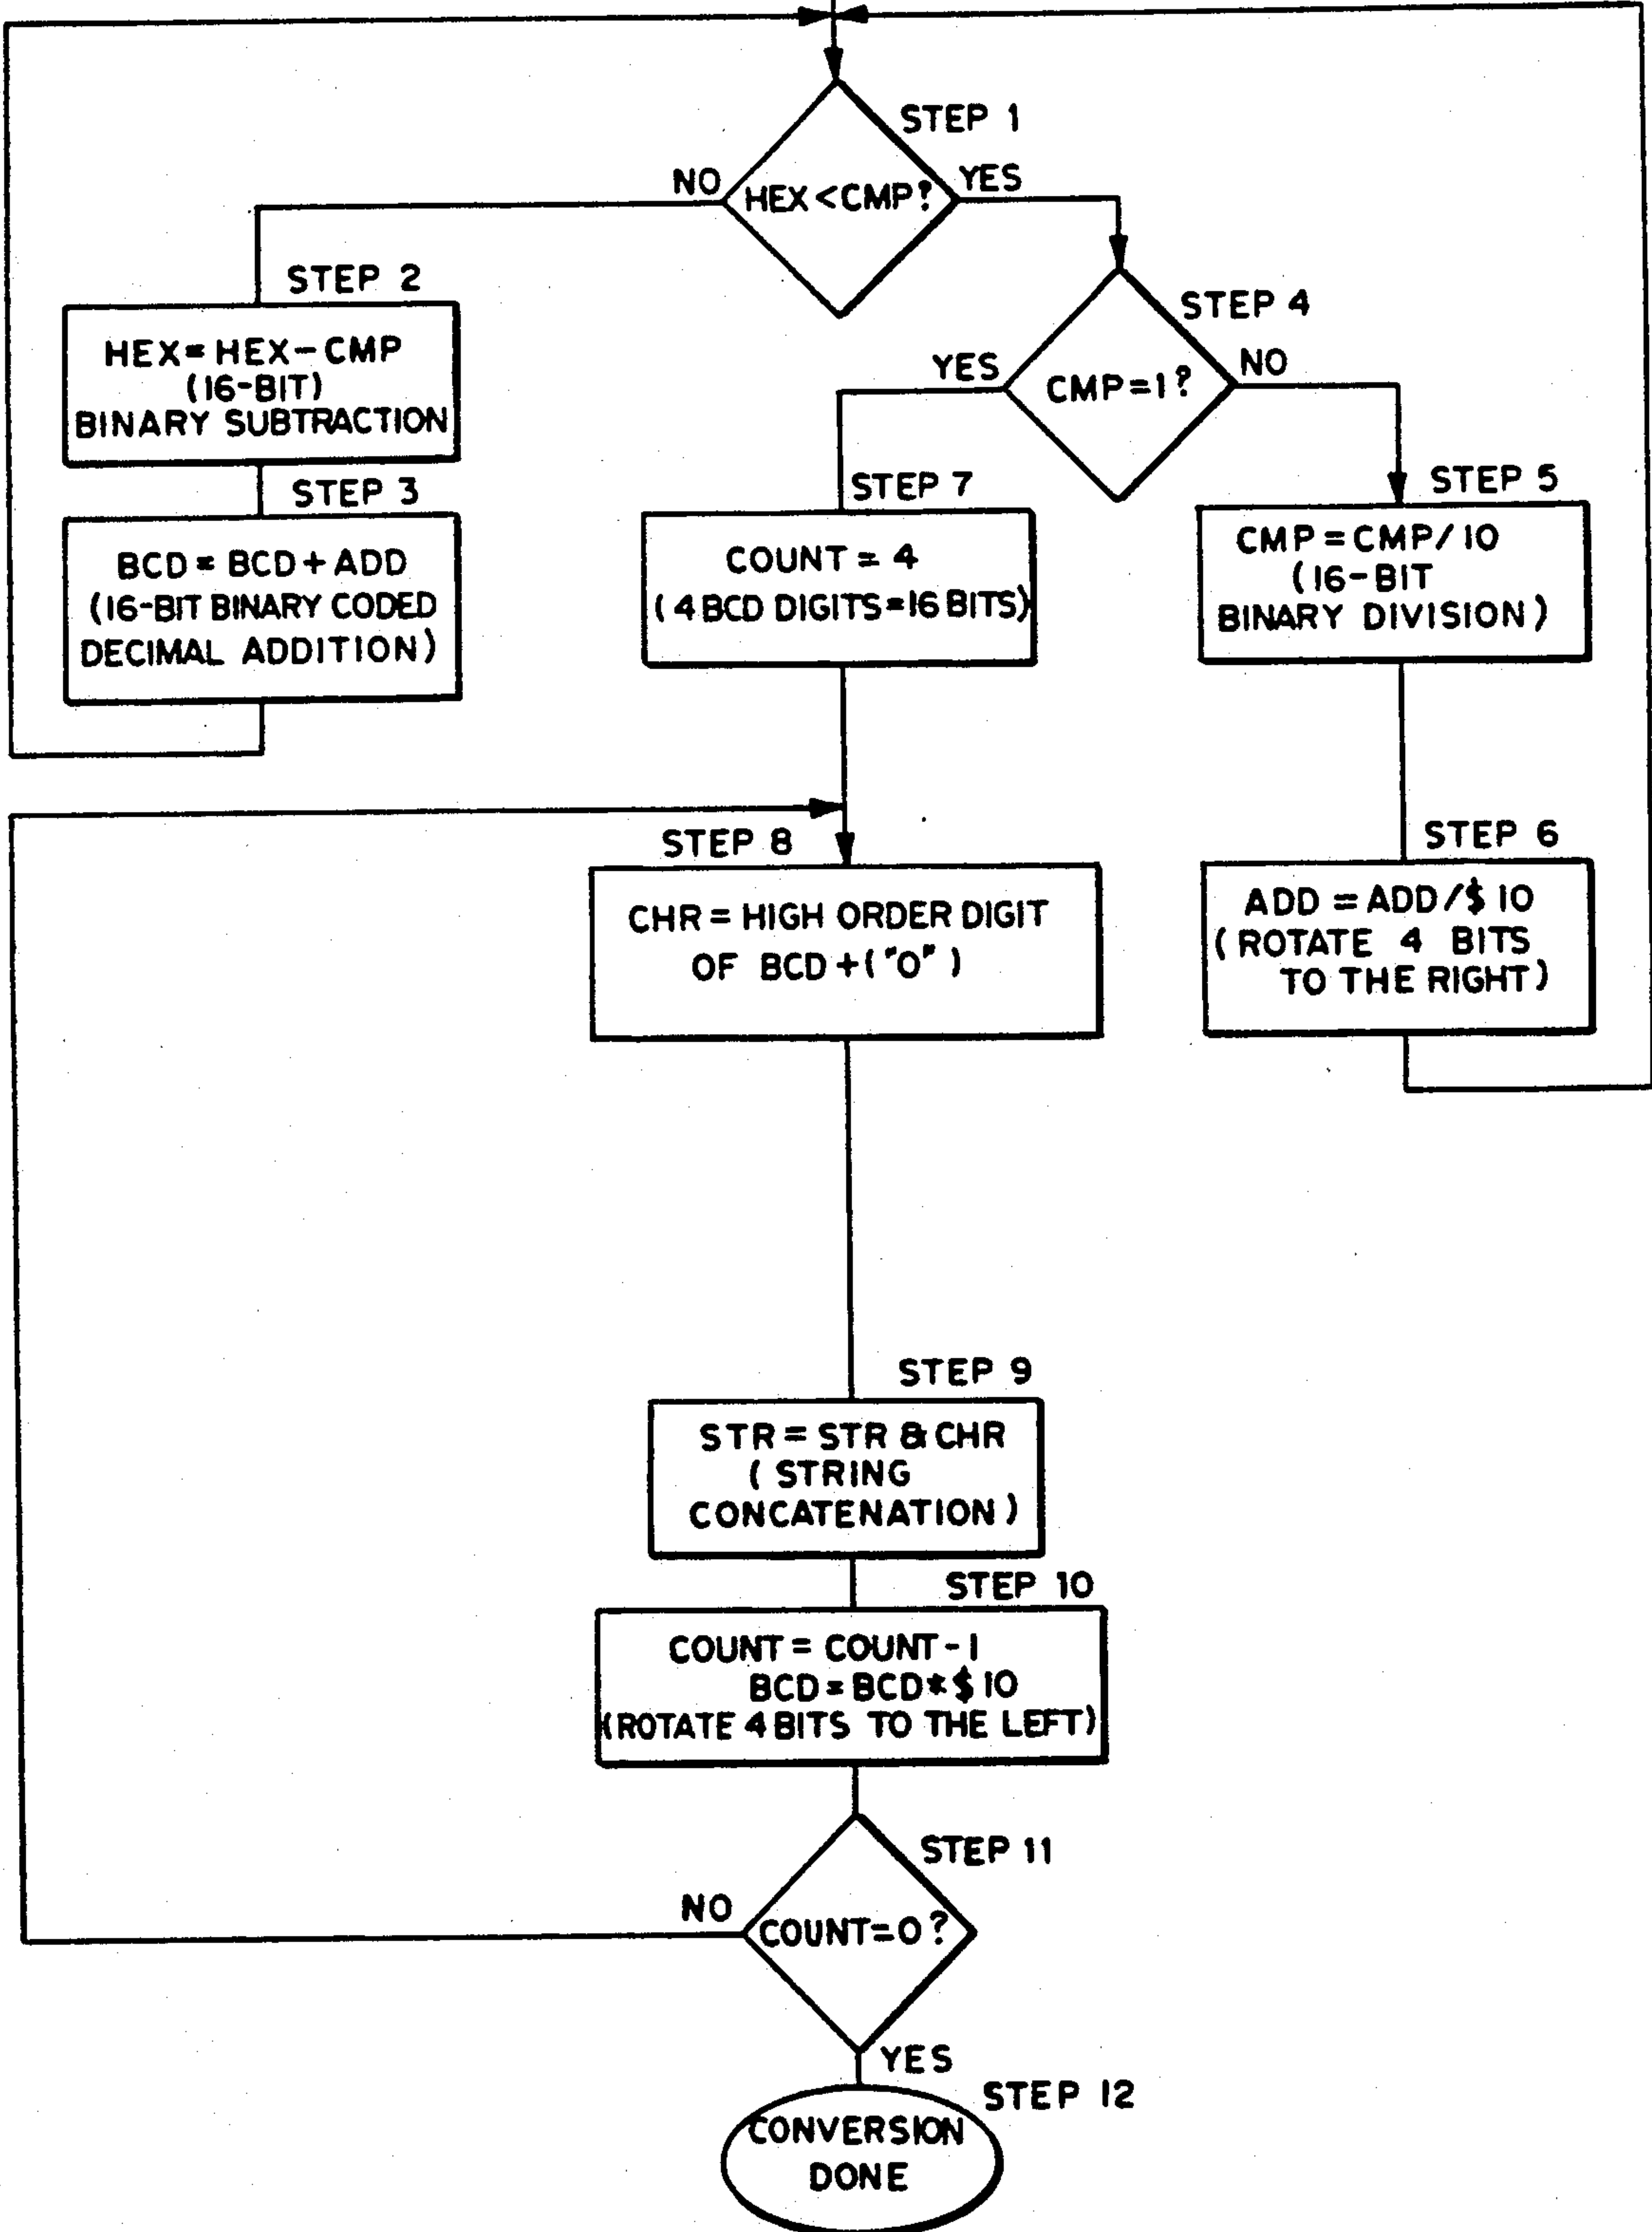 STEP 1
NO
HEX<CMP?
YES
STEP 2
HEX=HEX-CMP
(16-BIT)
BINARY SUBTRACTION
STEP 3
BCD=BCD+ADD
(16-BIT BINARY CODED
DECIMAL ADDITION)
STEP 4
YES
CMP=1?
NO
STEP 7
COUNT=4
(4 BCD DIGITS=16 BITS)
STEP 5
CMP=CMP/10
(16-BIT
BINARY DIVISION)
STEP 6
ADD=ADD/$10
(ROTATE 4 BITS
TO THE RIGHT)
STEP 8
CHR=HIGH ORDER DIGIT
OF BCD+("0")
STEP 9
STR=STR & CHR
(STRING
CONCATENATION)
STEP 10
COUNT=COUNT-1
BCD=BCD*$10
(ROTATE 4 BITS TO THE LEFT)
STEP 11
NO
COUNT=0?
YES
STEP 12
CONVERSION
DONE